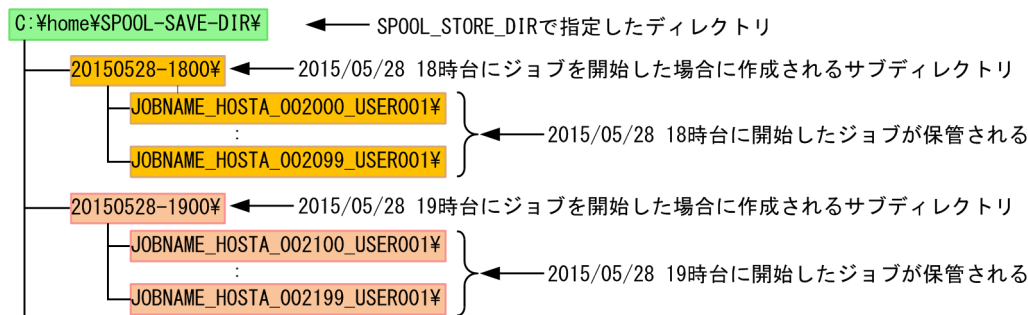 C:¥home¥SPOOL-SAVE-DIR¥ SPOOL_STORE_DIRで指定したディレクトリ
20150528-1800¥ 2015/05/28 18時台にジョブを開始した場合に作成されるサブディレクトリ
JOBNAME_HOSTA_002000_USER001¥
:
2015/05/28 18時台に開始したジョブが保管される
JOBNAME_HOSTA_002099_USER001¥
20150528-1900¥ 2015/05/28 19時台にジョブを開始した場合に作成されるサブディレクトリ
JOBNAME_HOSTA_002100_USER001¥
:
2015/05/28 19時台に開始したジョブが保管される
JOBNAME_HOSTA_002199_USER001¥